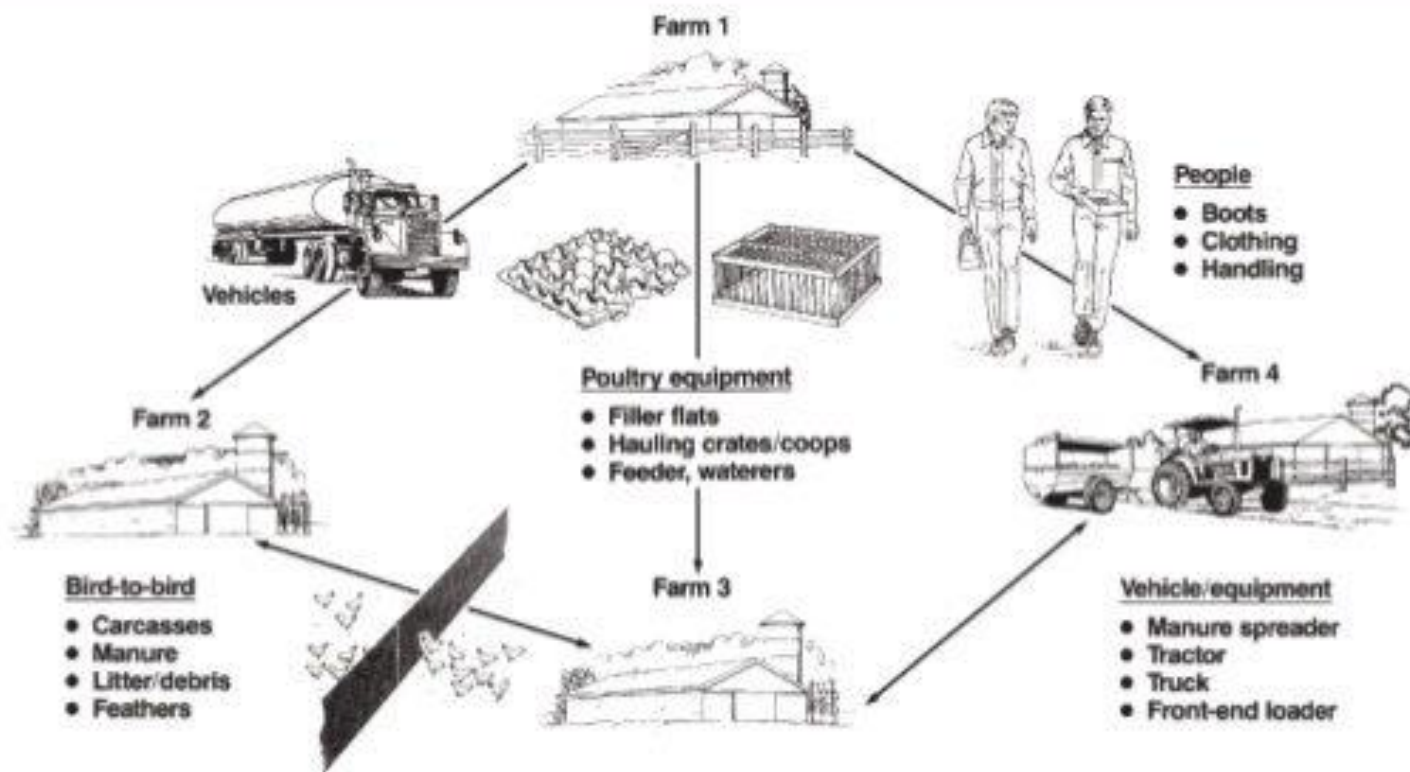 Farm 1
People
• Boots
• Clothing
• Handling
Vehicles
Poultry equipment
• Filler flats
• Hauling crates/coops
• Feeder, waterers
Farm 4
Farm 2
Bird-to-bird
• Carcasses
• Manure
• Litter/debris
• Feathers
Farm 3
Vehicle/equipment
• Manure spreader
• Tractor
• Truck
• Front-end loader